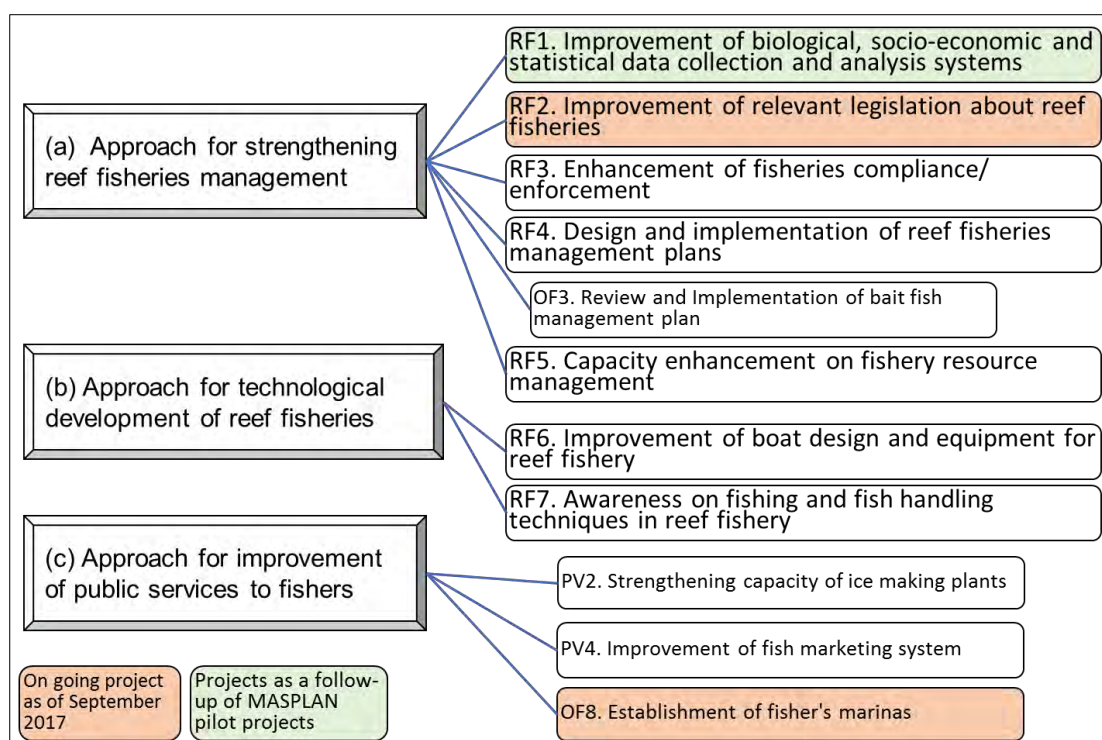 RF1. Improvement of biological, socio-economic and
statistical data collection and analysis systems
RF2. Improvement of relevant legislation about reef
fisheries
(a) Approach for strengthening
reef fisheries management
RF3. Enhancement of fisheries compliance/
enforcement
RF4. Design and implementation of reef fisheries
management plans
OF3. Review and Implementation of bait fish
management plan
RF5. Capacity enhancement on fishery resource
management
(b) Approach for technological
development of reef fisheries
RF6. Improvement of boat design and equipment for
reef fishery
RF7. Awareness on fishing and fish handling
techniques in reef fishery
(c) Approach for improvement
of public services to fishers
PV2. Strengthening capacity of ice making plants
PV4. Improvement of fish marketing system
OF8. Establishment of fisher's marinas
On going project
as of September
2017
Projects as a follow-
up of MASPLAN
pilot projects